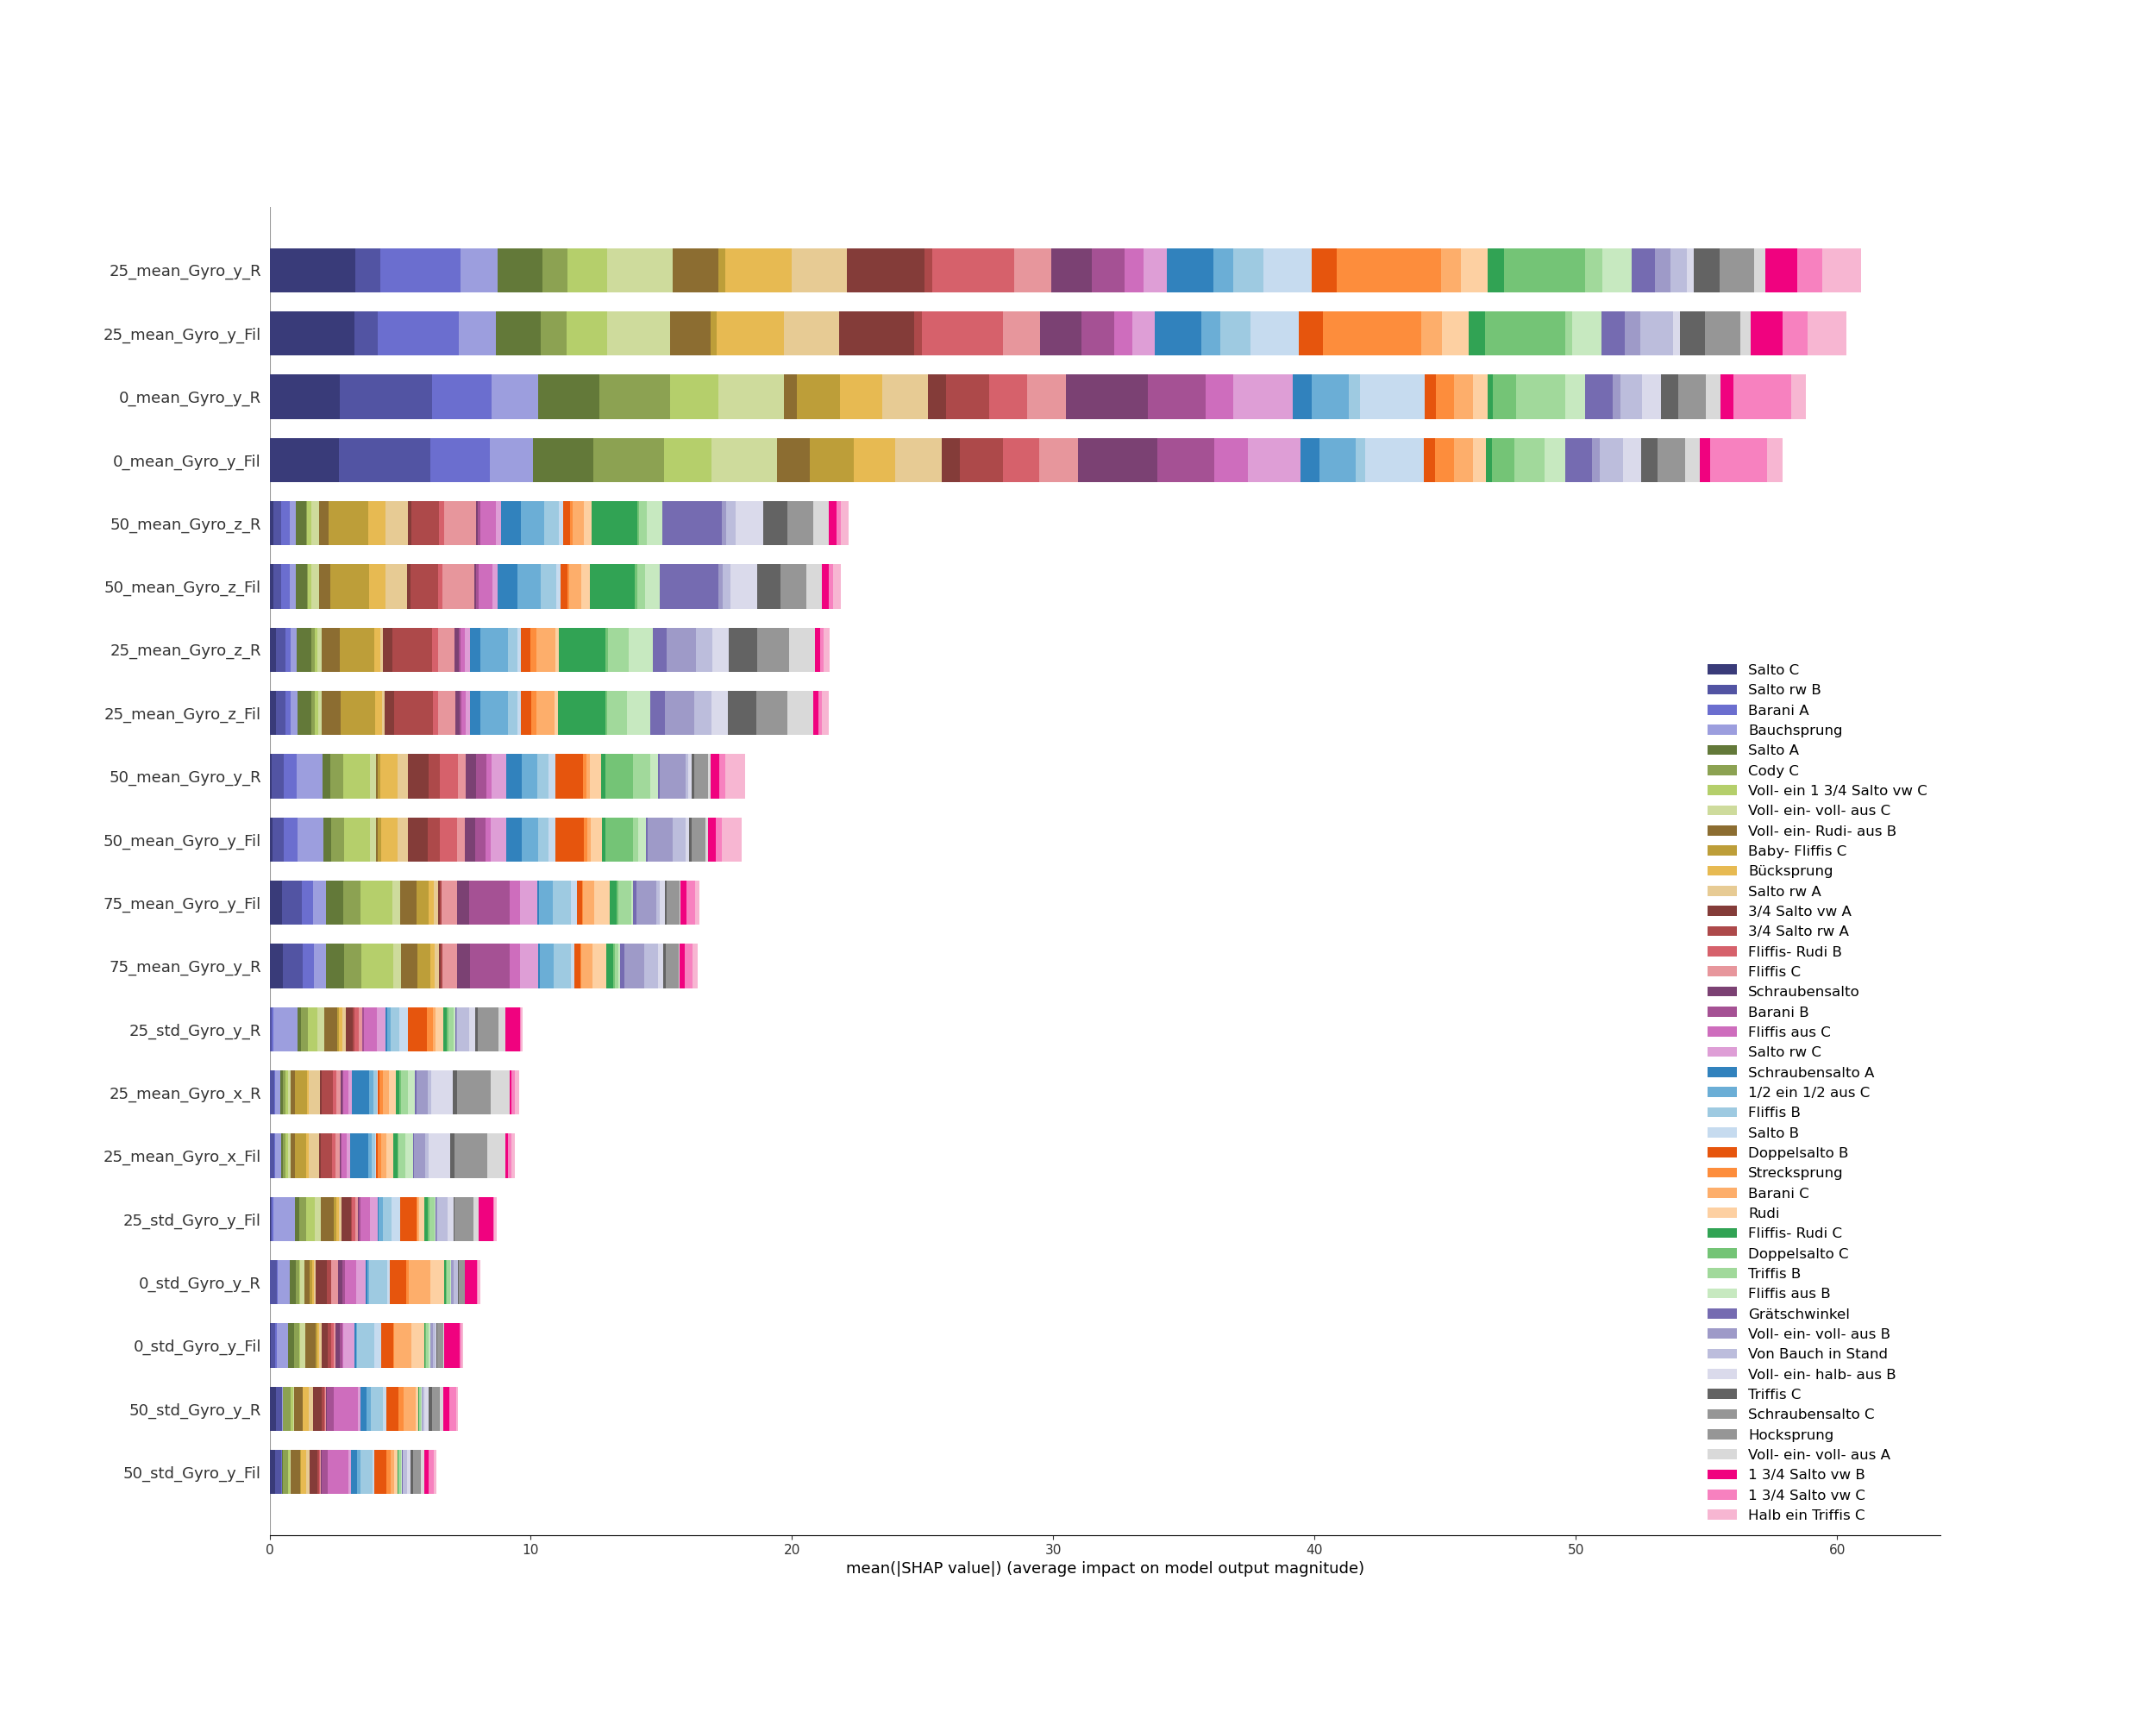 25_mean_Gyro_y_R
25_mean_Gyro_y_Fil
0_mean_Gyro_y_R
0_mean_Gyro_y_Fil
50_mean_Gyro_z_R
50_mean_Gyro_z_Fil
25_mean_Gyro_z_R
25_mean_Gyro_z_Fil
50_mean_Gyro_y_R
50_mean_Gyro_y_Fil
75_mean_Gyro_y_Fil
75_mean_Gyro_y_R
25_std_Gyro_y_R
25_mean_Gyro_x_R
25_mean_Gyro_x_Fil
25_std_Gyro_y_Fil
0_std_Gyro_y_R
0_std_Gyro_y_Fil
50_std_Gyro_y_R
50_std_Gyro_y_Fil
Salto C
Salto rw B
Barani A
Bauchsprung
Salto A
Cody C
Voll- ein 1 3/4 Salto vw C
Voll- ein- voll- aus C
Voll- ein- Rudi- aus B
Baby- Fliffis C
Bücksprung
Salto rw A
3/4 Salto vw A
3/4 Salto rw A
Fliffis- Rudi B
Fliffis C
Schraubensalto
Barani B
Fliffis aus C
Salto rw C
Schraubensalto A
1/2 ein 1/2 aus C
Fliffis B
Salto B
Doppelsalto B
Strecksprung
Barani C
Rudi
Fliffis- Rudi C
Doppelsalto C
Triffis B
Fliffis aus B
Grätschwinkel
Voll- ein- voll- aus B
Von Bauch in Stand
Voll- ein- halb- aus B
Triffis C
Schraubensalto C
Hocksprung
Voll- ein- voll- aus A
1 3/4 Salto vw B
1 3/4 Salto vw C
Halb ein Triffis C
0 10 20 30 40 50 60
mean(|SHAP value|) (average impact on model output magnitude)